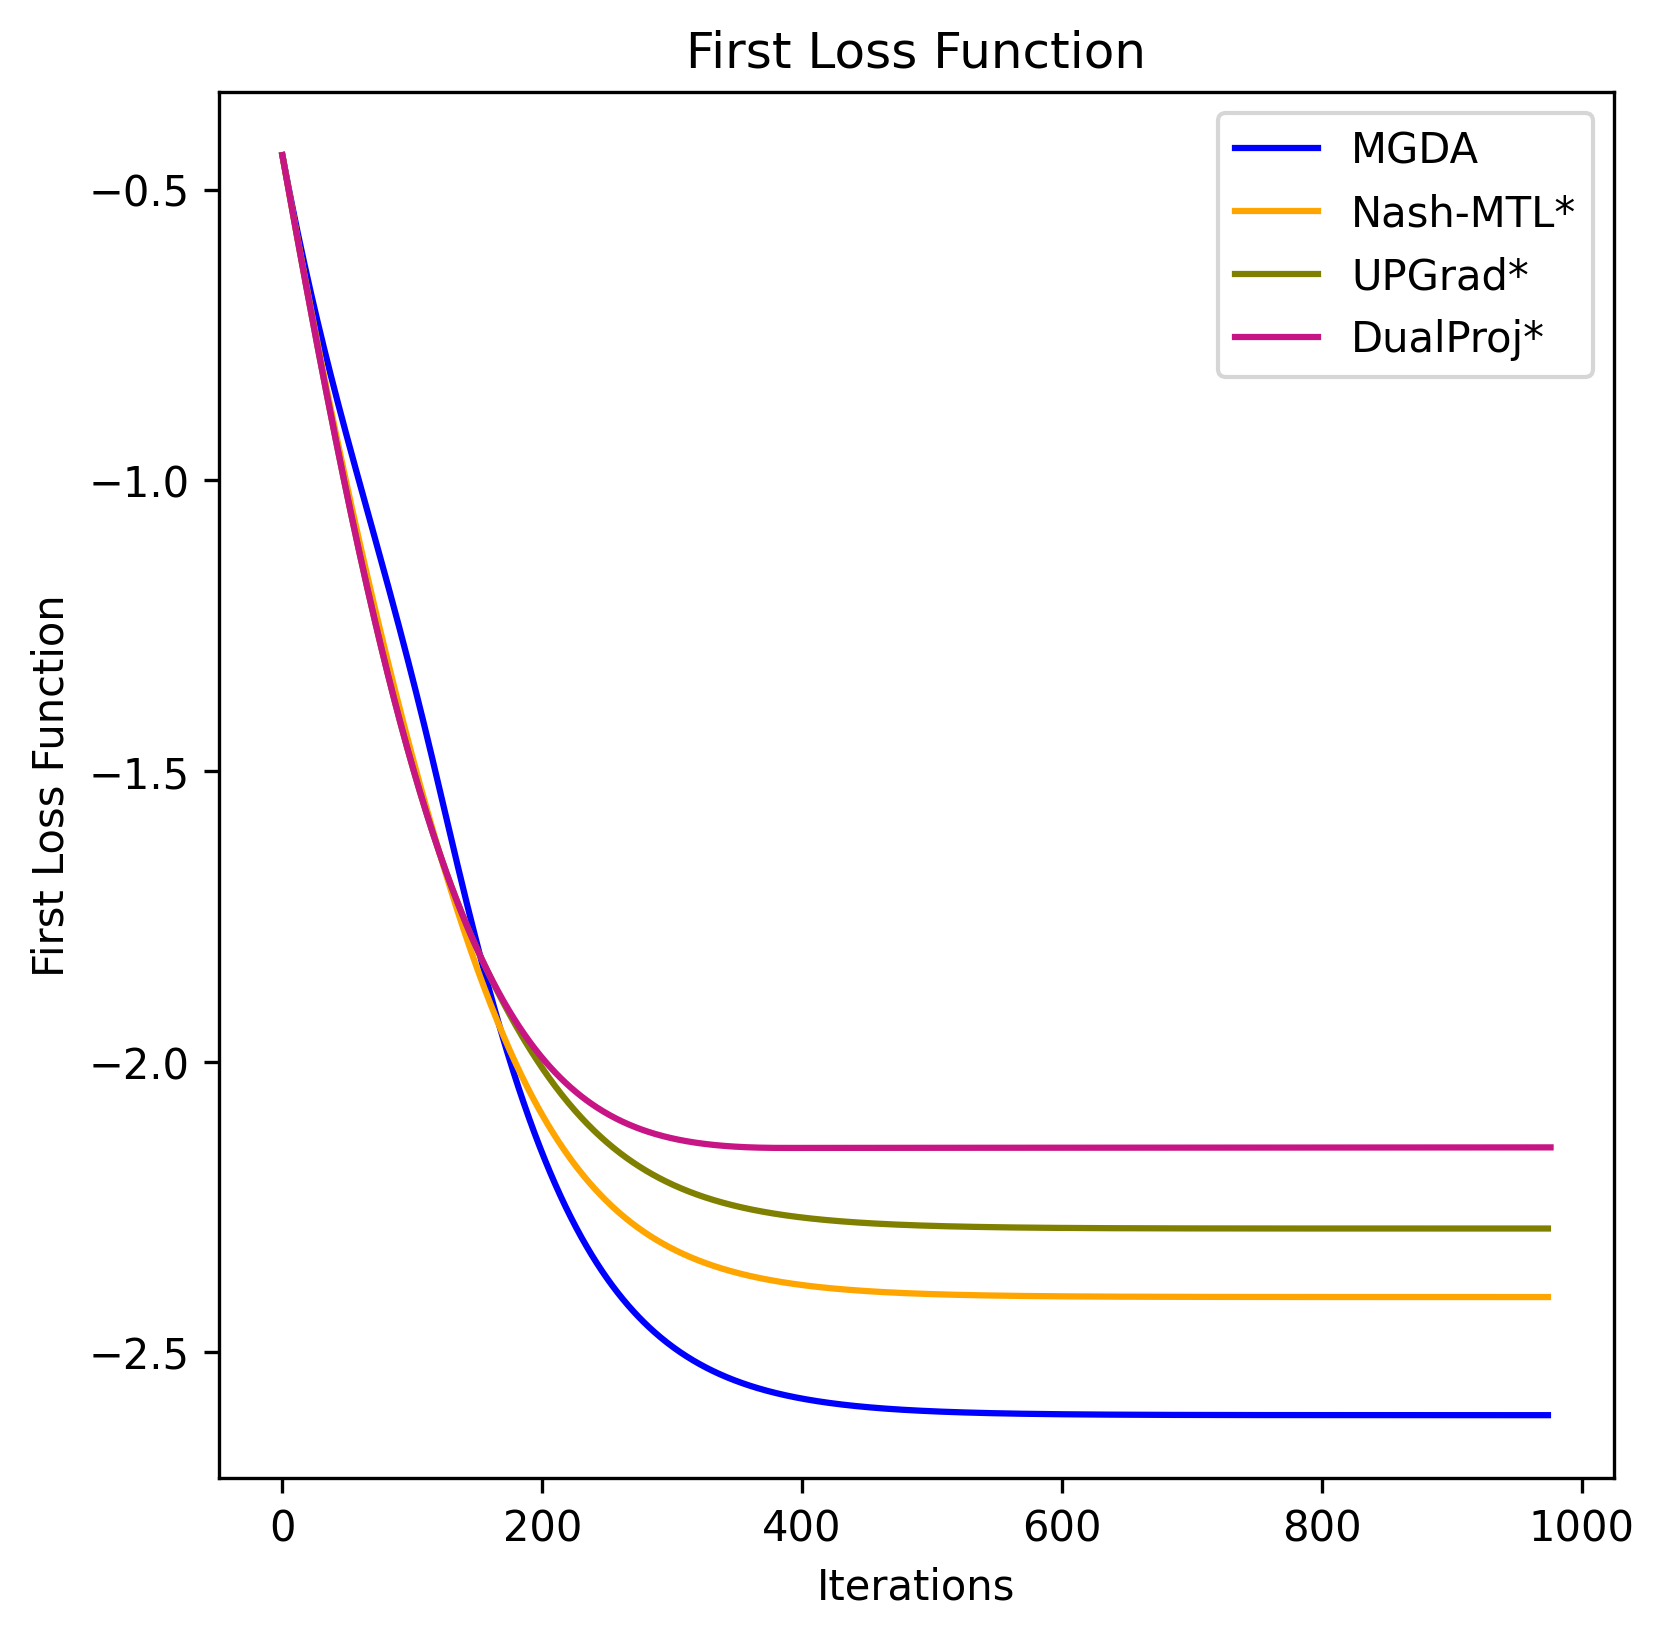 First Loss Function
MGDA
Nash-MTL*
UPGrad*
DualProj*
First Loss Function
−0.5
−1.0
−1.5
−2.0
−2.5
0 200 400 600 800 1000
Iterations